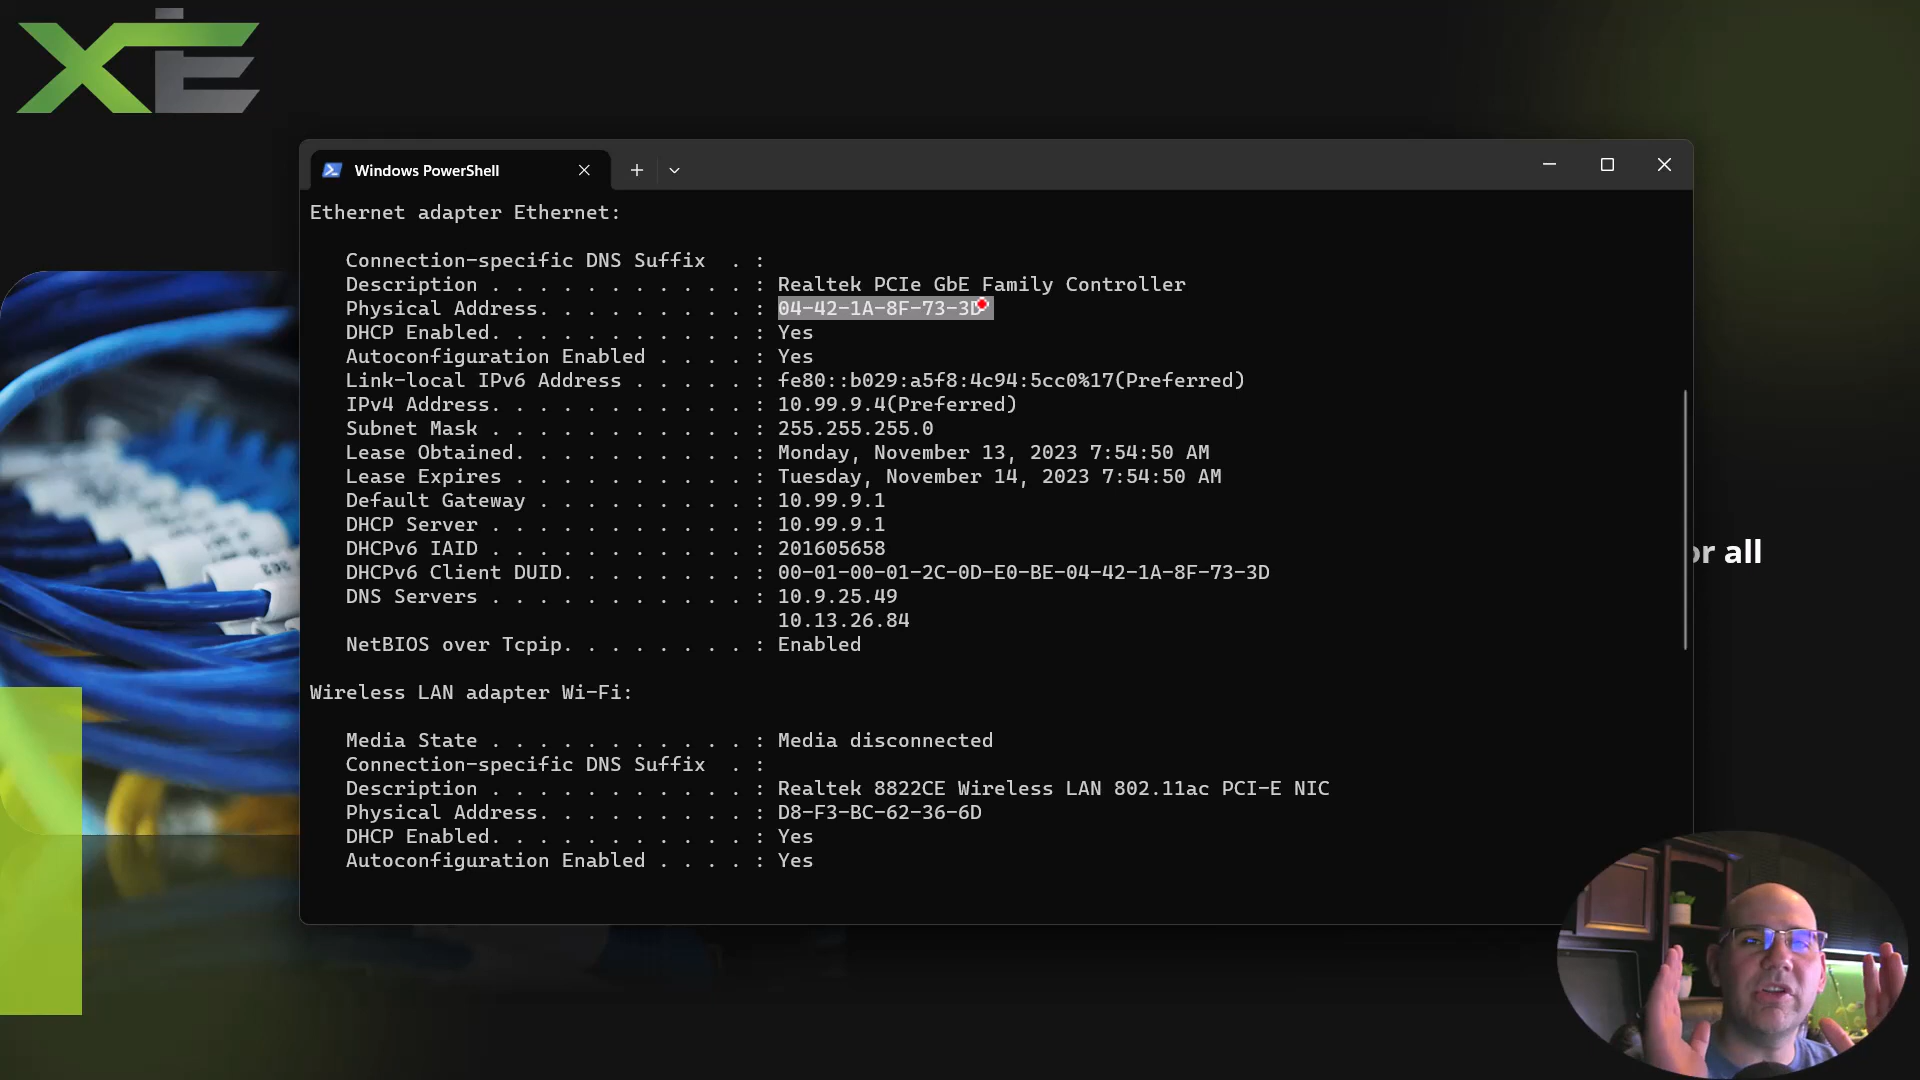 XIE
Windows PowerShell
Ethernet adapter Ethernet:
Connection-specific DNS Suffix . :
Description . . . . . . . . . . . : Realtek PCIe GbE Family Controller
Physical Address. . . . . . . . . : 04-42-1A-8F-73-3D
DHCP Enabled. . . . . . . . . . . : Yes
Autoconfiguration Enabled . . . . : Yes
Link-local IPv6 Address . . . . . : fe80::b029:a5f8:4c94:5cc0%17(Preferred)
IPv4 Address. . . . . . . . . . . : 10.99.9.4(Preferred)
Subnet Mask . . . . . . . . . . . : 255.255.255.0
Lease Obtained. . . . . . . . . . : Monday, November 13, 2023 7:54:50 AM
Lease Expires . . . . . . . . . . : Tuesday, November 14, 2023 7:54:50 AM
Default Gateway . . . . . . . . . : 10.99.9.1
DHCP Server . . . . . . . . . . . : 10.99.9.1
DHCPv6 IAID . . . . . . . . . . . : 201605658
DHCPv6 Client DUID. . . . . . . . : 00-01-00-01-2C-0D-E0-BE-04-42-1A-8F-73-3D
DNS Servers . . . . . . . . . . . : 10.9.25.49
10.13.26.84
NetBIOS over Tcpip. . . . . . . . : Enabled
Wireless LAN adapter Wi-Fi:
Media State . . . . . . . . . . . : Media disconnected
Connection-specific DNS Suffix . :
Description . . . . . . . . . . . : Realtek 8822CE Wireless LAN 802.11ac PCI-E NIC
Physical Address. . . . . . . . . : D8-F3-BC-62-36-6D
DHCP Enabled. . . . . . . . . . . : Yes
Autoconfiguration Enabled . . . . : Yes
all